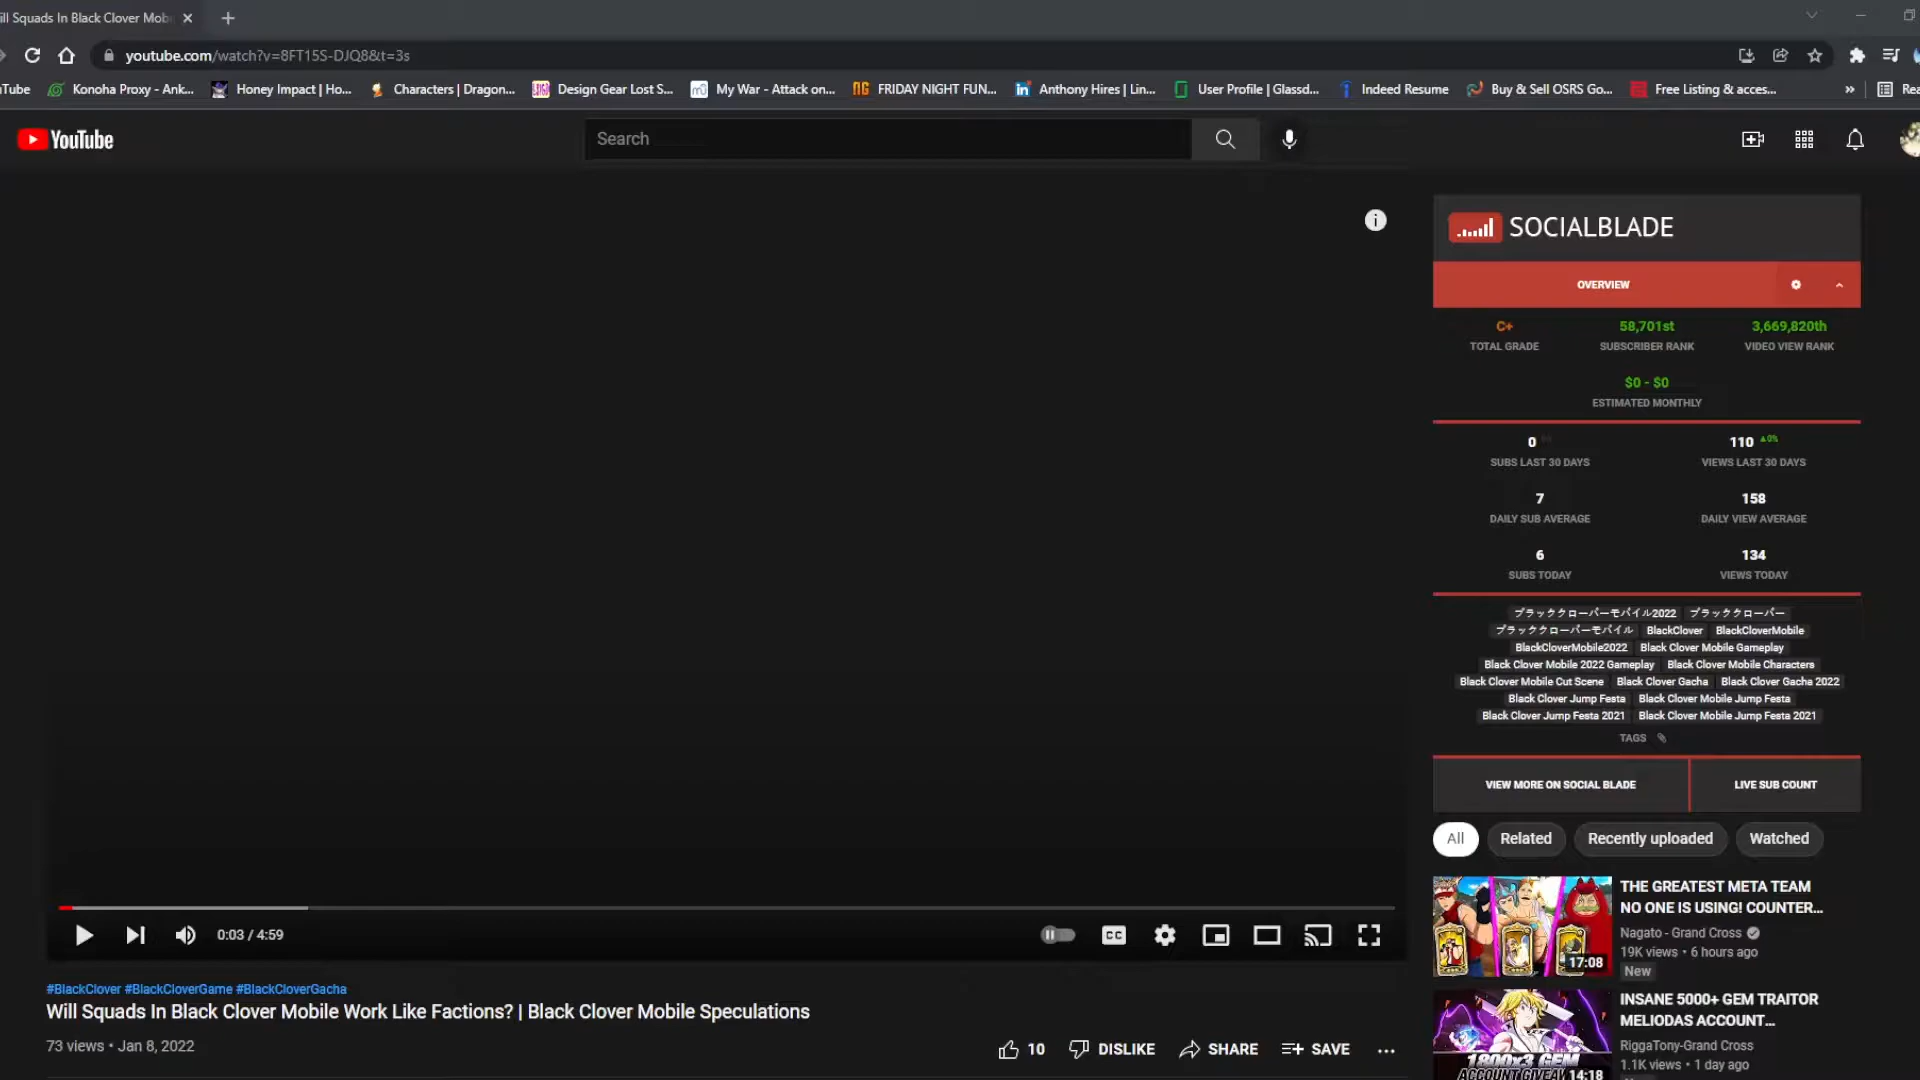 ill Squads In Black Clover Mob
youtube.com/watch?v=8FT15S-DJQ8&t=3s
Tube
Konoha Proxy - Ank...
Honey Impact | Ho...
Characters | Dragon...
Design Gear Lost S...
My War - Attack on...
FRIDAY NIGHT FUN...
Anthony Hires | Lin...
User Profile | Glassd...
Indeed Resume
Buy & Sell OSRS Go...
Free Listing & acces...
»
Rea
YouTube
Search
SOCIALBLADE
OVERVIEW
C+ 58,701st 3,669,820th
TOTAL GRADE SUBSCRIBER RANK VIDEO VIEW RANK
$0 - $0
ESTIMATED MONTHLY
0 110 ▲0%
SUBS LAST 30 DAYS VIEWS LAST 30 DAYS
7 158
DAILY SUB AVERAGE DAILY VIEW AVERAGE
6 134
SUBS TODAY VIEWS TODAY
ブラッククローバーモバイル2022 ブラッククローバー
ブラッククローバーモバイル BlackClover BlackCloverMobile
BlackCloverMobile2022 Black Clover Mobile Gameplay
Black Clover Mobile 2022 Gameplay Black Clover Mobile Characters
Black Clover Mobile Cut Scene Black Clover Gacha Black Clover Gacha 2022
Black Clover Jump Festa Black Clover Mobile Jump Festa
Black Clover Jump Festa 2021 Black Clover Mobile Jump Festa 2021
TAGS
VIEW MORE ON SOCIAL BLADE LIVE SUB COUNT
All Related Recently uploaded Watched
THE GREATEST META TEAM
NO ONE IS USING! COUNTER...
Nagato - Grand Cross
19K views • 6 hours ago
New
17:08
INSANE 5000+ GEM TRAITOR
MELIODAS ACCOUNT...
RiggaTony-Grand Cross
1.1K views • 1 day ago
1800x3 GEM
ACCOUNT GIVEAW
14:18
0:03 / 4:59
CC
#BlackClover #BlackCloverGame #BlackCloverGacha
Will Squads In Black Clover Mobile Work Like Factions? | Black Clover Mobile Speculations
73 views • Jan 8, 2022
10 DISLIKE SHARE SAVE ...